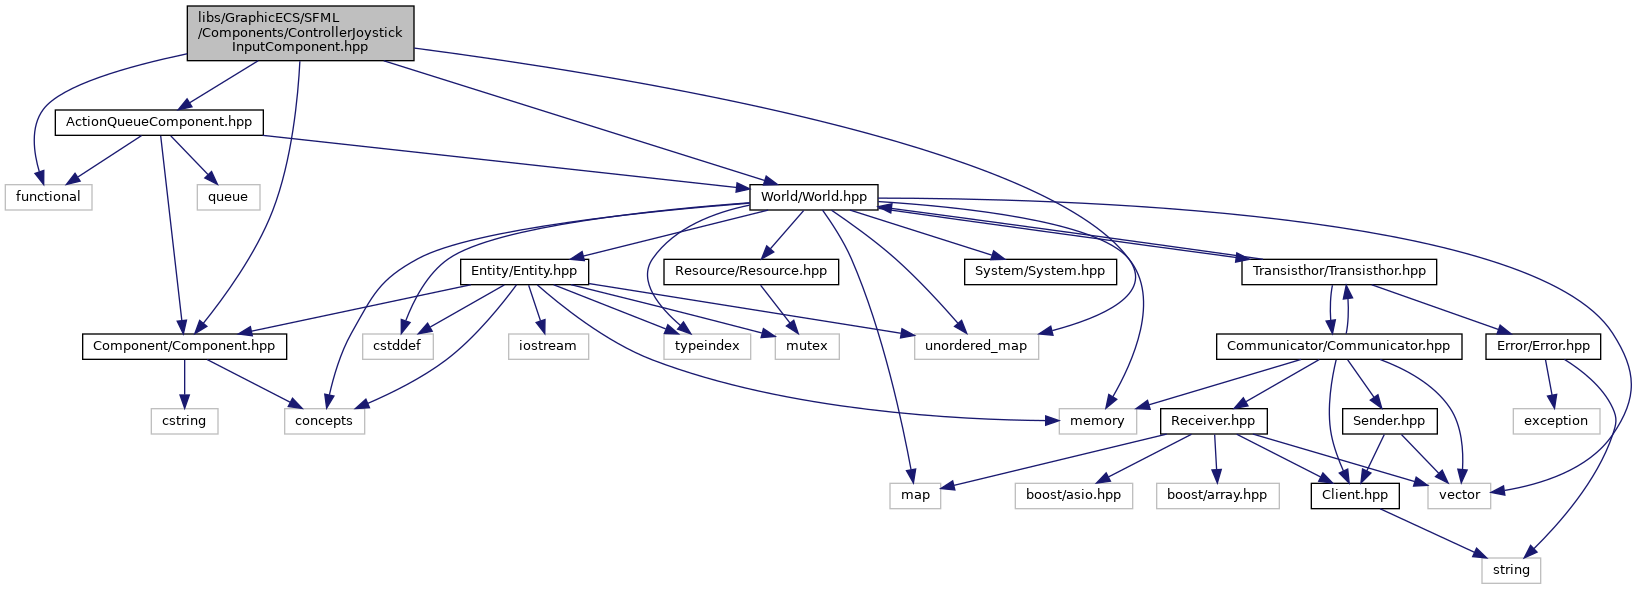 libs/GraphicECS/SFML
/Components/ControllerJoystick
InputComponent.hpp
ActionQueueComponent.hpp
functional
queue
World/World.hpp
Entity/Entity.hpp
Resource/Resource.hpp
System/System.hpp
Transisthor/Transisthor.hpp
Component/Component.hpp
cstddef
iostream
typeindex
mutex
unordered_map
Communicator/Communicator.hpp
Error/Error.hpp
cstring
concepts
memory
Receiver.hpp
Sender.hpp
exception
map
boost/asio.hpp
boost/array.hpp
Client.hpp
vector
string